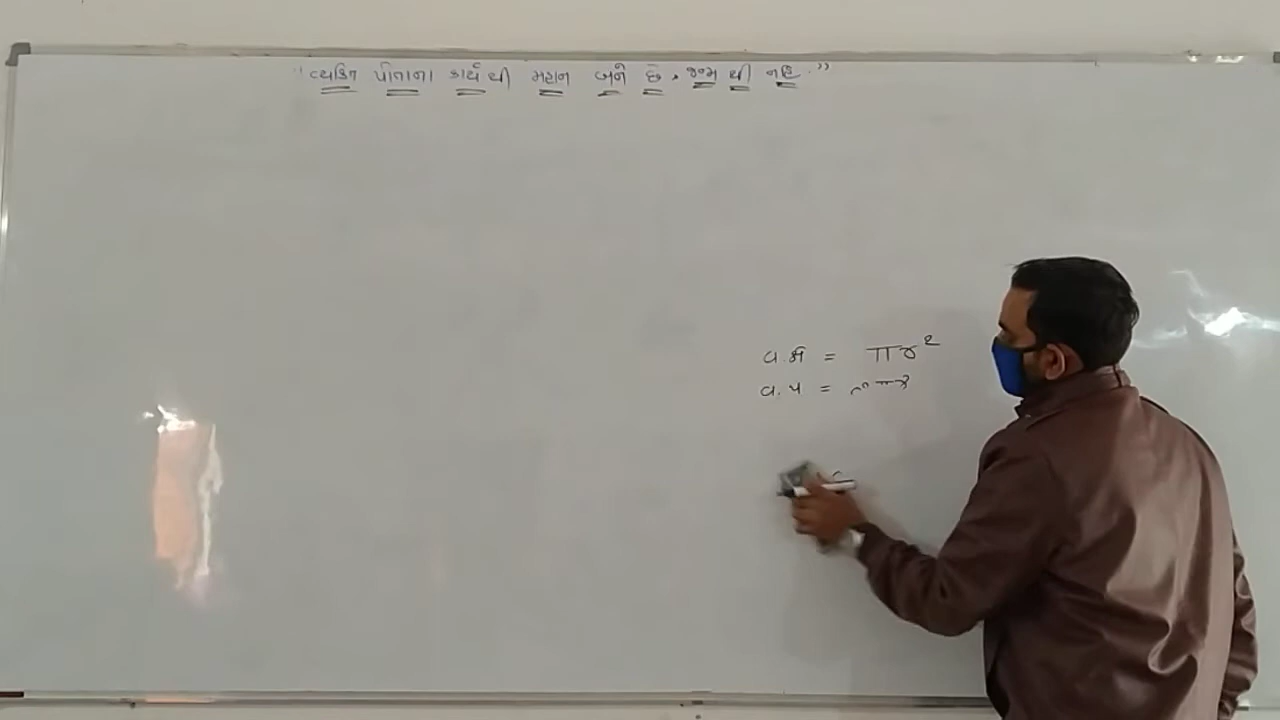 "વ્યક્તિ પોતાના કાર્ય થી મહાન બને છે, જન્મ થી નહિ."
વ.ક્ષે = πr²
વ.પ =